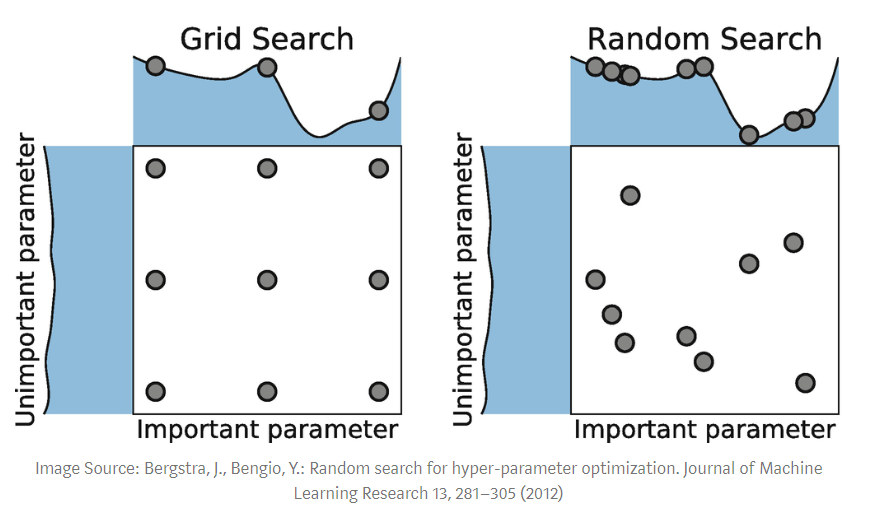 Grid Search
Unimportant parameter
Important parameter
Random Search
Unimportant parameter
Important parameter
Image Source: Bergstra, J., Bengio, Y.: Random search for hyper-parameter optimization. Journal of Machine
Learning Research 13, 281–305 (2012)